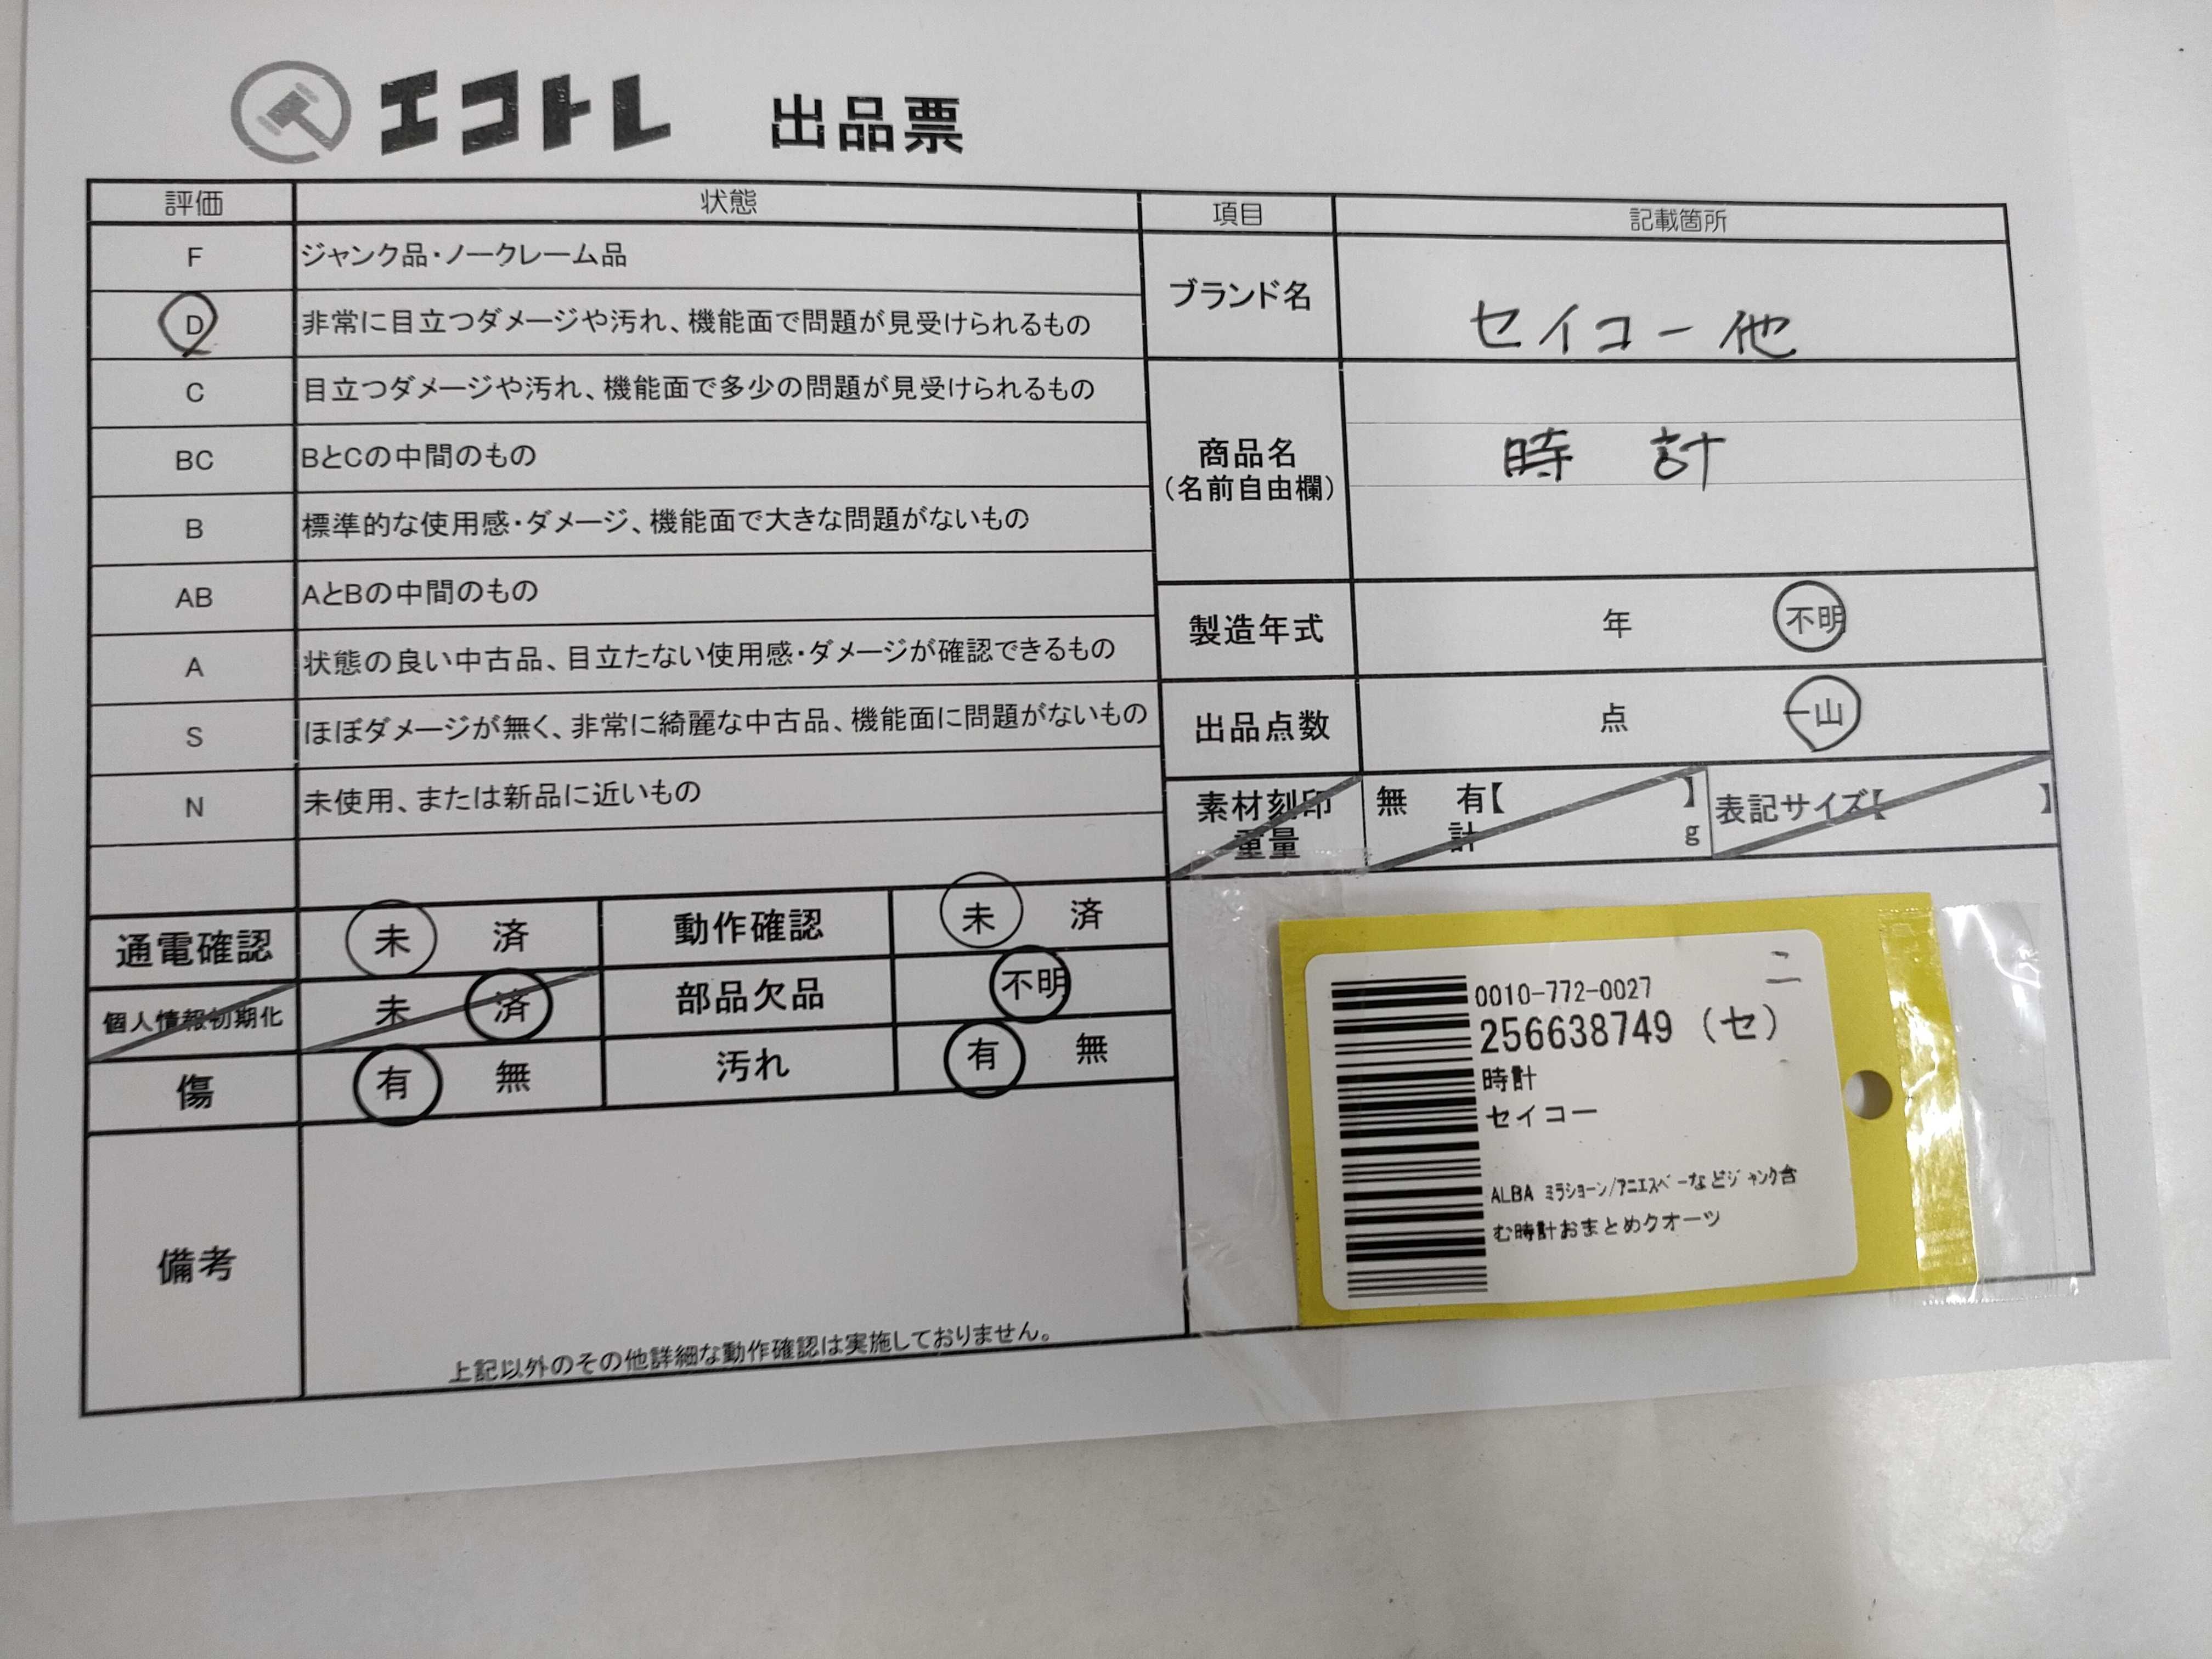 エコトレ 出品票
評価 状態
F ジャンク品・ノークレーム品
D 非常に目立つダメージや汚れ、機能面で問題が見受けられるもの
C 目立つダメージや汚れ、機能面で多少の問題が見受けられるもの
BC BとCの中間のもの
B 標準的な使用感・ダメージ、機能面で大きな問題がないもの
AB AとBの中間のもの
A 状態の良い中古品、目立たない使用感・ダメージが確認できるもの
S ほぼダメージが無く、非常に綺麗な中古品、機能面に問題がないもの
N 未使用、または新品に近いもの
通電確認 未 済 動作確認 未 済
個人情報初期化 未 済 部品欠品 不明
傷 有 無 汚れ 有 無
備考
上記以外のその他詳細な動作確認は実施しておりません。
項目 記載箇所
ブランド名 セイコー他
商品名
(名前自由欄)
時計
製造年式 年 不明
出品点数 点 一山
素材刻印 無 有【 】 表記サイズ【 】
重量 計 g
ニ
0010-772-0027
256638749 (セ)
時計
セイコー
ALBA ﾐﾗｼｮｰﾝ/ｱﾆｴｽﾍﾞｰなどｼﾞｬﾝｸ含
む時計おまとめクオーツ